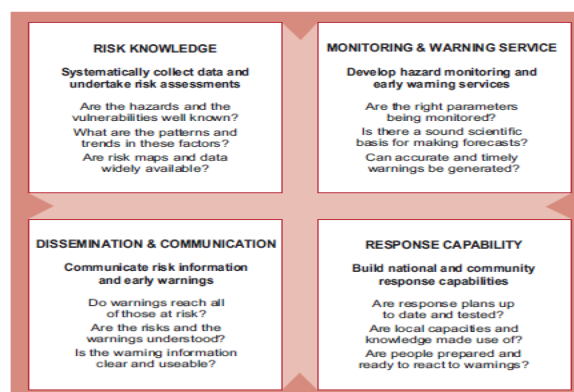 RISK KNOWLEDGE
Systematically collect data and
undertake risk assessments
Are the hazards and the
vulnerabilities well known?
What are the patterns and
trends in these factors?
Are risk maps and data
widely available?
MONITORING & WARNING SERVICE
Develop hazard monitoring and
early warning services
Are the right parameters
being monitored?
Is there a sound scientific
basis for making forecasts?
Can accurate and timely
warnings be generated?
DISSEMINATION & COMMUNICATION
Communicate risk information
and early warnings
Do warnings reach all
of those at risk?
Are the risks and the
warnings understood?
Is the warning information
clear and useable?
RESPONSE CAPABILITY
Build national and community
response capabilities
Are response plans up
to date and tested?
Are local capacities and
knowledge made use of?
Are people prepared and
ready to react to warnings?